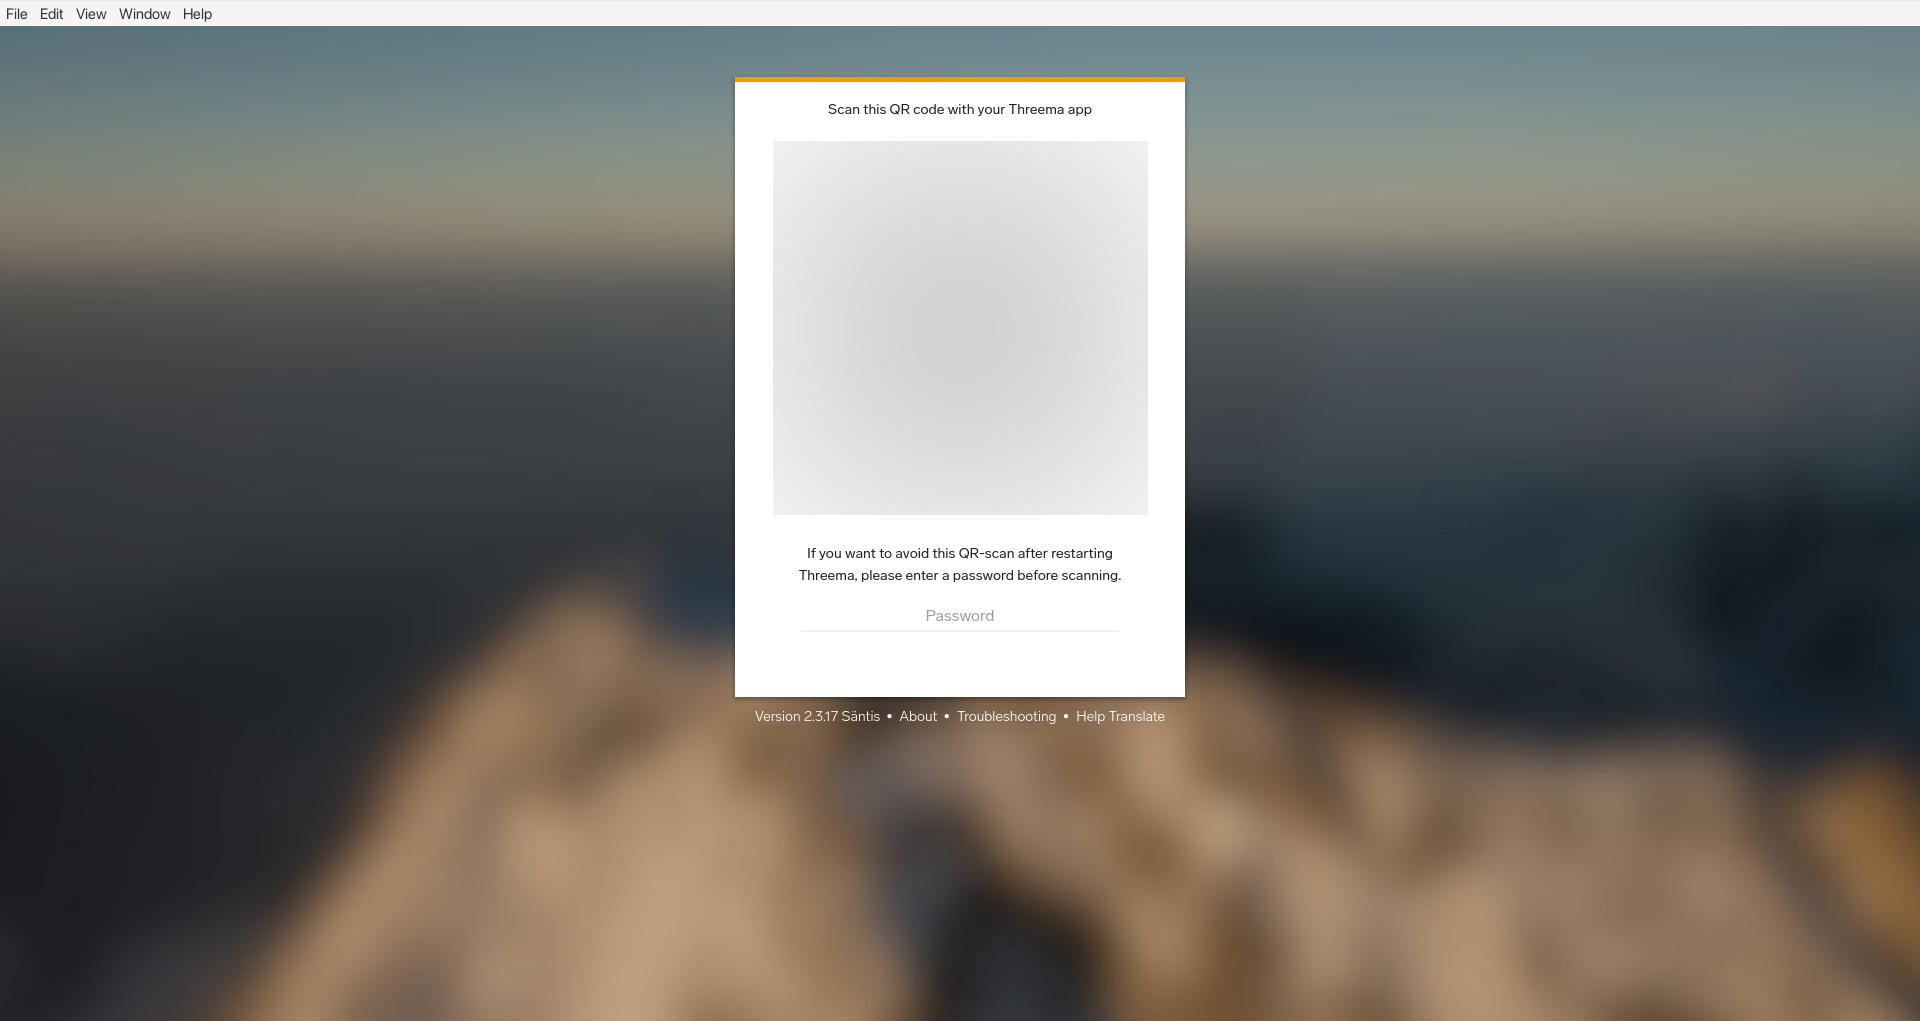 File Edit View Window Help
Scan this QR code with your Threema app
If you want to avoid this QR-scan after restarting
Threema, please enter a password before scanning.
Password
Version 2.3.17 Säntis • About • Troubleshooting • Help Translate